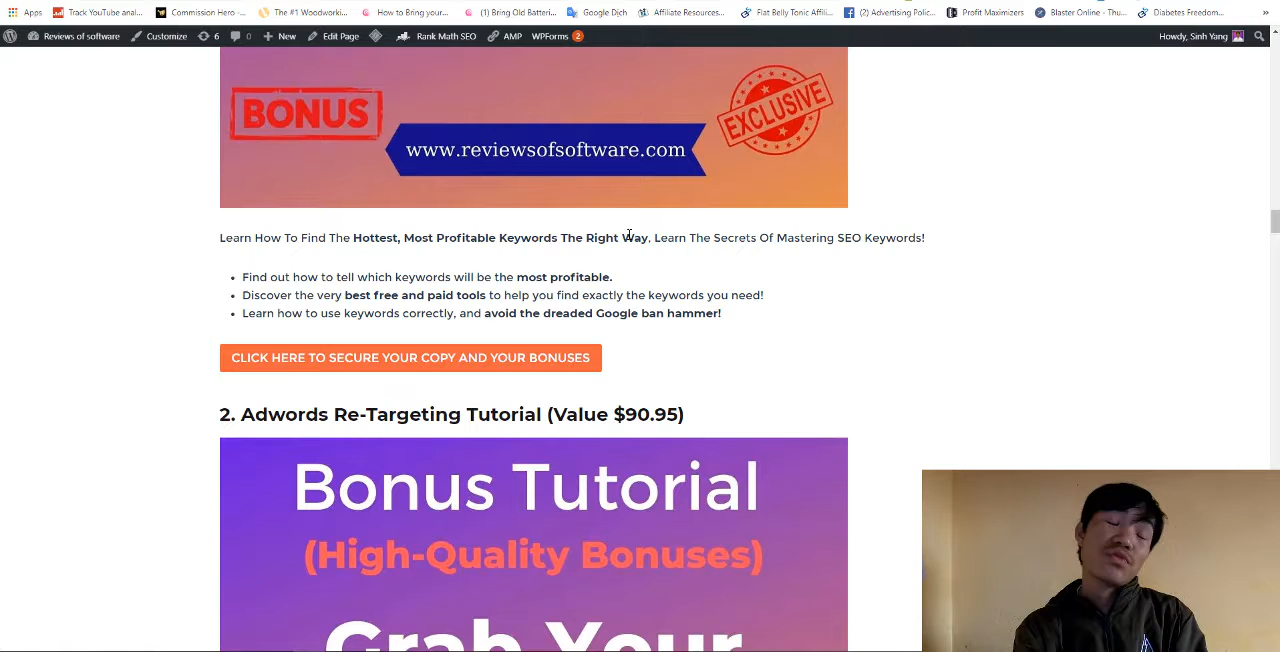 Apps Track YouTube anal... Commission Hero -... The #1 Woodworki... How to Bring your... (1) Bring Old Batteri... Google Dịch Affiliate Resources... Flat Belly Tonic Affili... (2) Advertising Polic... Profit Maximizers Blaster Online - Thu... Diabetes Freedom... »
Reviews of software Customize 6 0 New Edit Page Rank Math SEO AMP WPForms 2 Howdy, Sinh Yang
BONUS
EXCLUSIVE
www.reviewsofsoftware.com
Learn How To Find The Hottest, Most Profitable Keywords The Right Way. Learn The Secrets Of Mastering SEO Keywords!
• Find out how to tell which keywords will be the most profitable.
• Discover the very best free and paid tools to help you find exactly the keywords you need!
• Learn how to use keywords correctly, and avoid the dreaded Google ban hammer!
CLICK HERE TO SECURE YOUR COPY AND YOUR BONUSES
2. Adwords Re-Targeting Tutorial (Value $90.95)
Bonus Tutorial
(High-Quality Bonuses)
Grab Your